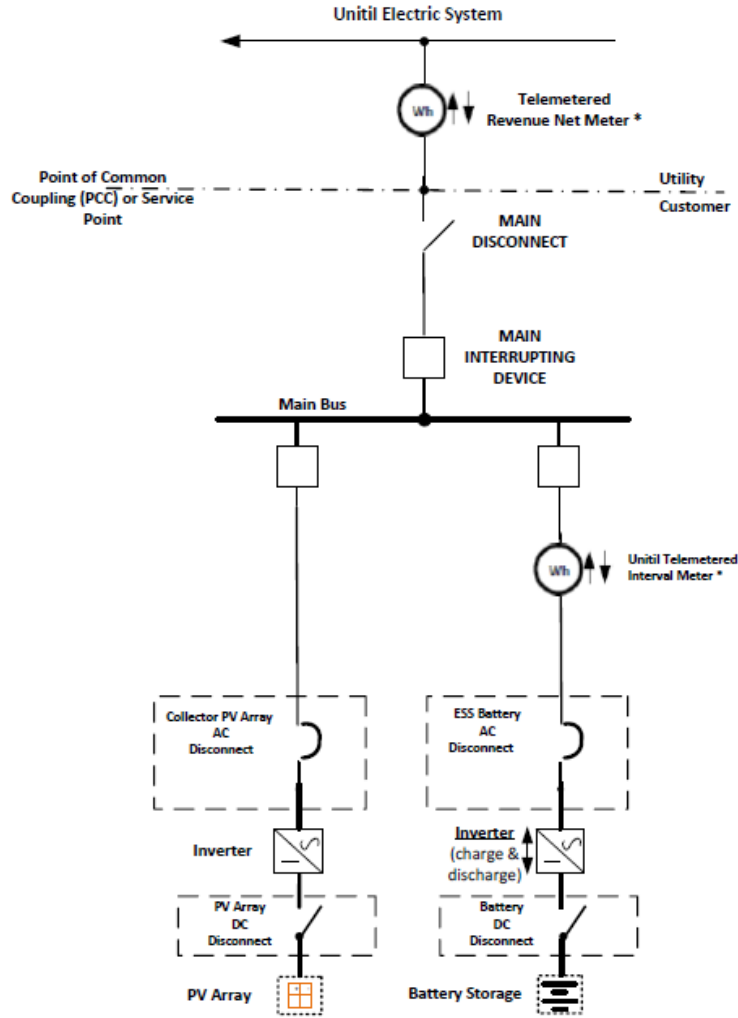 Unitil Electric System
Wh
Telemetered
Revenue Net Meter *
Point of Common
Coupling (PCC) or Service
Point
Utility
Customer
MAIN
DISCONNECT
MAIN
INTERRUPTING
DEVICE
Main Bus
Wh
Unitil Telemetered
Interval Meter *
Collector PV Array
AC
Disconnect
ESS Battery
AC
Disconnect
Inverter
Inverter
(charge &
discharge)
PV Array
DC
Disconnect
Battery
DC
Disconnect
PV Array
Battery Storage